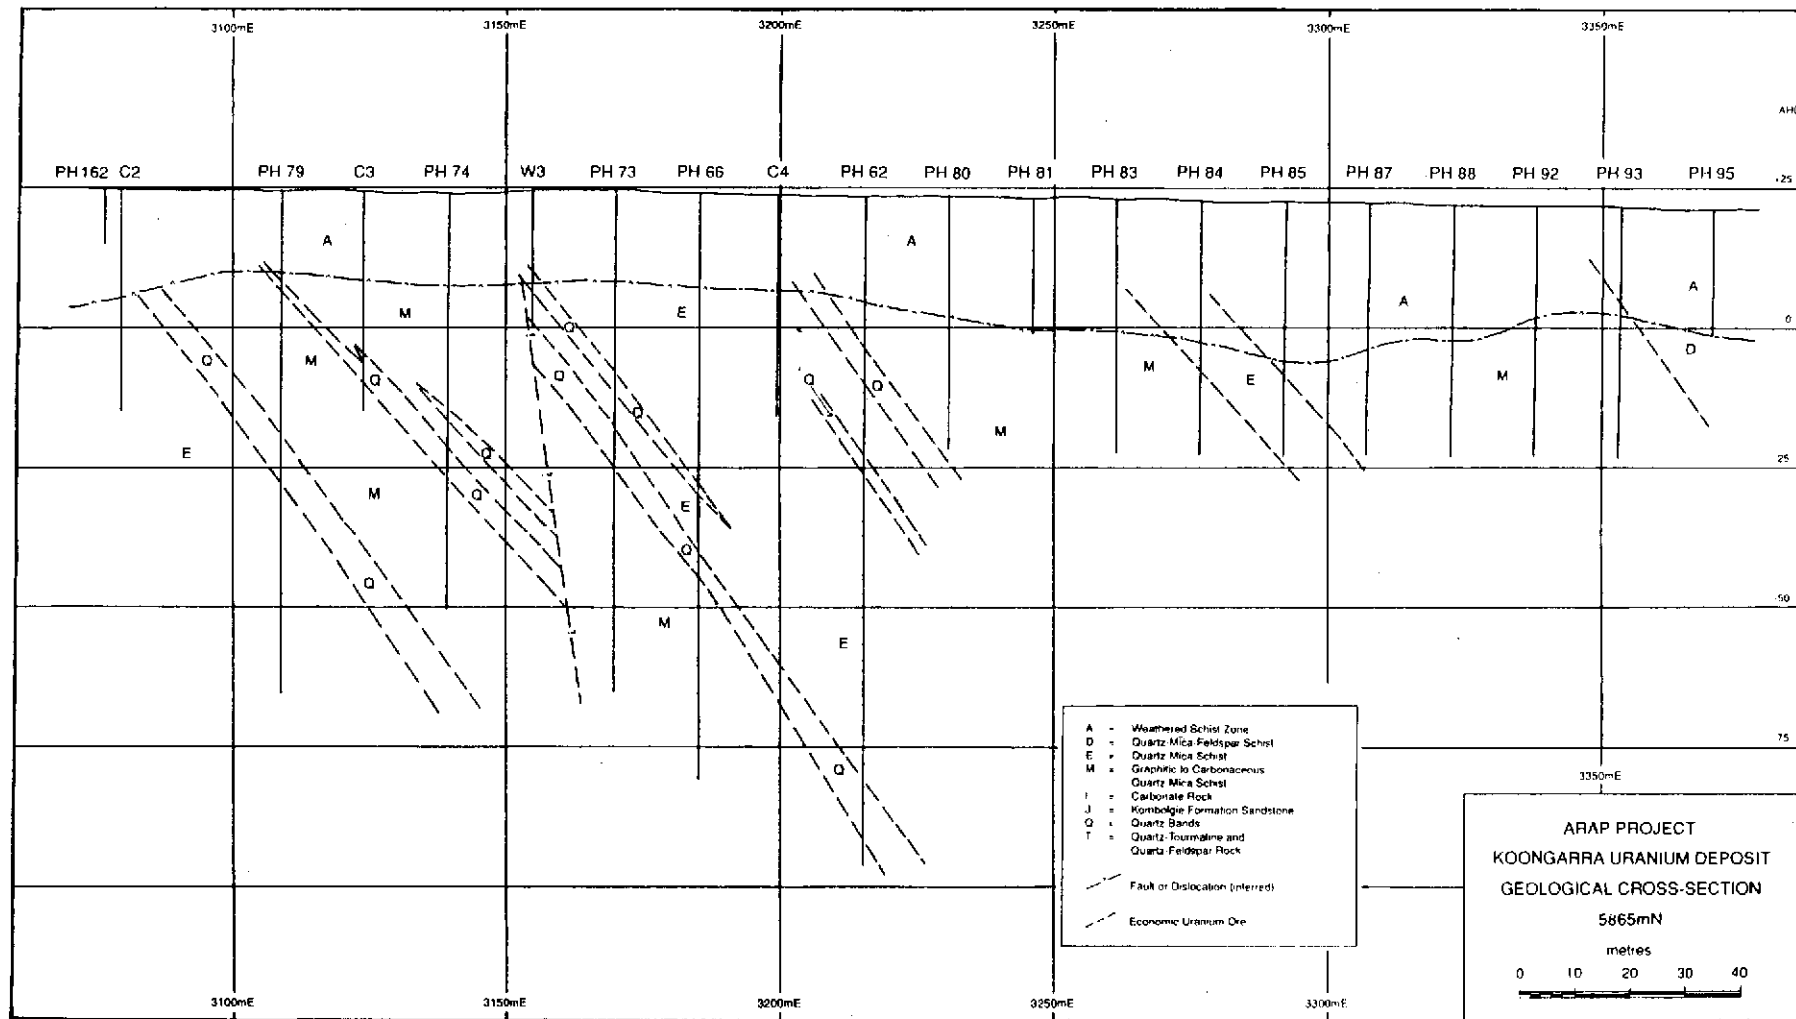 3100mE 3150mE 3200mE 3250mE 3300mE 3350mE
PH 162 C2 PH 79 C3 PH 74 W3 PH 73 PH 66 C4 PH 62 PH 80 PH 81 PH 83 PH 84 PH 85 PH 87 PH 88 PH 92 PH 93 PH 95
25
A A
A
A
M E
Q
0
D
Q M Q Q M E M
Q Q
Q
M
E Q
25
M Q
E
Q
Q
50
M
E
Q
75
A - Weathered Schist Zone
D = Quartz-Mica-Feldspar Schist
E = Quartz Mica Schist
M = Graphitic to Carbonaceous
Quartz Mica Schist
I = Carbonate Rock
J = Kombolgie Formation Sandstone
Q = Quartz Bands
T = Quartz-Tourmaline and
Quartz-Feldspar Rock
Fault or Dislocation (inferred)
Economic Uranium Ore
3350mE
ARAP PROJECT
KOONGARRA URANIUM DEPOSIT
GEOLOGICAL CROSS-SECTION
5865mN
metres
0 10 20 30 40
3100mE 3150mE 3200mE 3250mE 3300mE